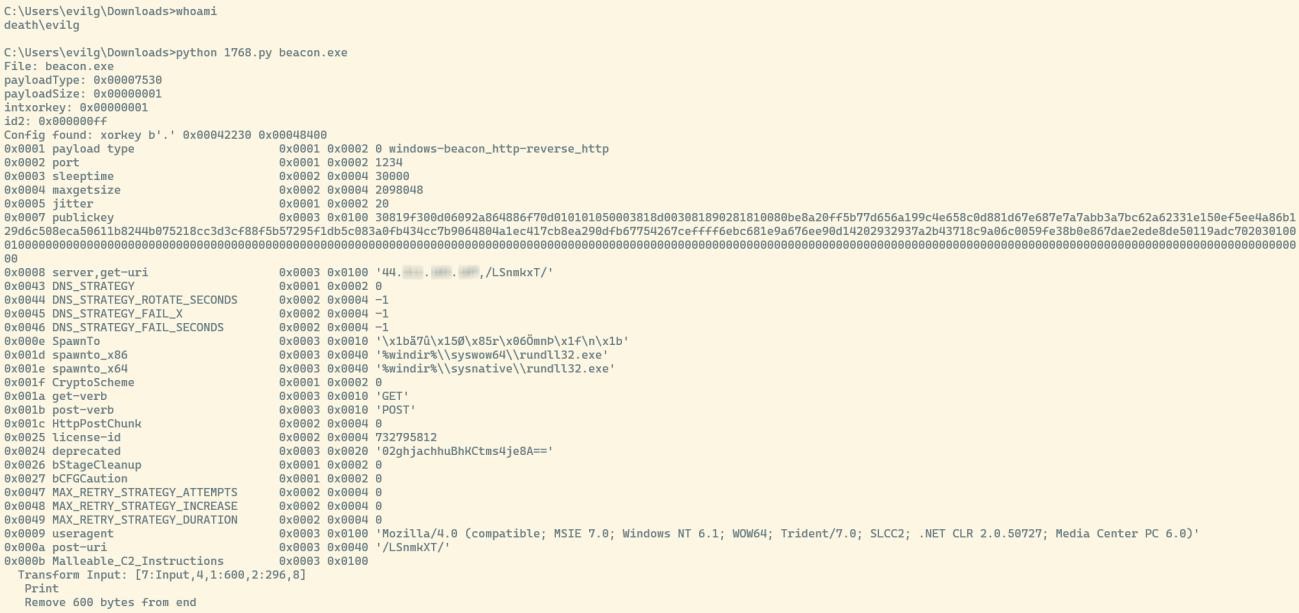 C:\Users\evilg\Downloads>whoami
death\evilg
C:\Users\evilg\Downloads>python 1768.py beacon.exe
File: beacon.exe
payloadType: 0x00007530
payloadSize: 0x00000001
intxorkey: 0x00000001
id2: 0x000000ff
Config found: xorkey b'.' 0x00042230 0x00048400
0x0001 payload type 0x0001 0x0002 0 windows-beacon_http-reverse_http
0x0002 port 0x0001 0x0002 1234
0x0003 sleeptime 0x0002 0x0004 30000
0x0004 maxgetsize 0x0002 0x0004 2098048
0x0005 jitter 0x0001 0x0002 20
0x0007 publickey 0x0003 0x0100
00
0x0008 server,get-uri 0x0003 0x0100 '44. . . ,/LSnmkxT/'
0x0043 DNS_STRATEGY 0x0001 0x0002 0
0x0044 DNS_STRATEGY_ROTATE_SECONDS 0x0002 0x0004 -1
0x0045 DNS_STRATEGY_FAIL_X 0x0002 0x0004 -1
0x0046 DNS_STRATEGY_FAIL_SECONDS 0x0002 0x0004 -1
0x000e SpawnTo 0x0003 0x0010 '\x1bã7û\x15Ø\x85r\x06ÖmnÞ\x1f\n\x1b'
0x001d spawnto_x86 0x0003 0x0040 '%windir%\\syswow64\\rundll32.exe'
0x001e spawnto_x64 0x0003 0x0040 '%windir%\\sysnative\\rundll32.exe'
0x001f CryptoScheme 0x0001 0x0002 0
0x001a get-verb 0x0003 0x0010 'GET'
0x001b post-verb 0x0003 0x0010 'POST'
0x001c HttpPostChunk 0x0002 0x0004 0
0x0025 license-id 0x0002 0x0004 732795812
0x0024 deprecated 0x0003 0x0020 '02ghjachhuBhKCtms4je8A=='
0x0026 bStageCleanup 0x0001 0x0002 0
0x0027 bCFGCaution 0x0001 0x0002 0
0x0047 MAX_RETRY_STRATEGY_ATTEMPTS 0x0002 0x0004 0
0x0048 MAX_RETRY_STRATEGY_INCREASE 0x0002 0x0004 0
0x0049 MAX_RETRY_STRATEGY_DURATION 0x0002 0x0004 0
0x0009 useragent 0x0003 0x0100 'Mozilla/4.0 (compatible; MSIE 7.0; Windows NT 6.1; WOW64; Trident/7.0; SLCC2; .NET CLR 2.0.50727; Media Center PC 6.0)'
0x000a post-uri 0x0003 0x0040 '/LSnmkXT/'
0x000b Malleable_C2_Instructions 0x0003 0x0100
Transform Input: [7:Input,4,1:600,2:296,8]
Print
Remove 600 bytes from end